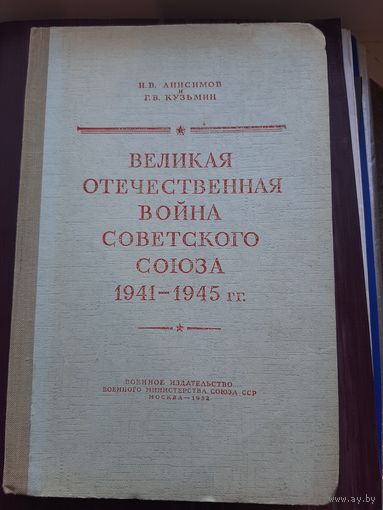 И.В. АНИСИМОВ
И
Г.В. КУЗЬМИН
ВЕЛИКАЯ
ОТЕЧЕСТВЕННАЯ
ВОЙНА
СОВЕТСКОГО
СОЮЗА
1941–1945 ГГ.
ВОЕННОЕ ИЗДАТЕЛЬСТВО
ВОЕННОГО МИНИСТЕРСТВА СОЮЗА ССР
МОСКВА–1952
www.ay.by